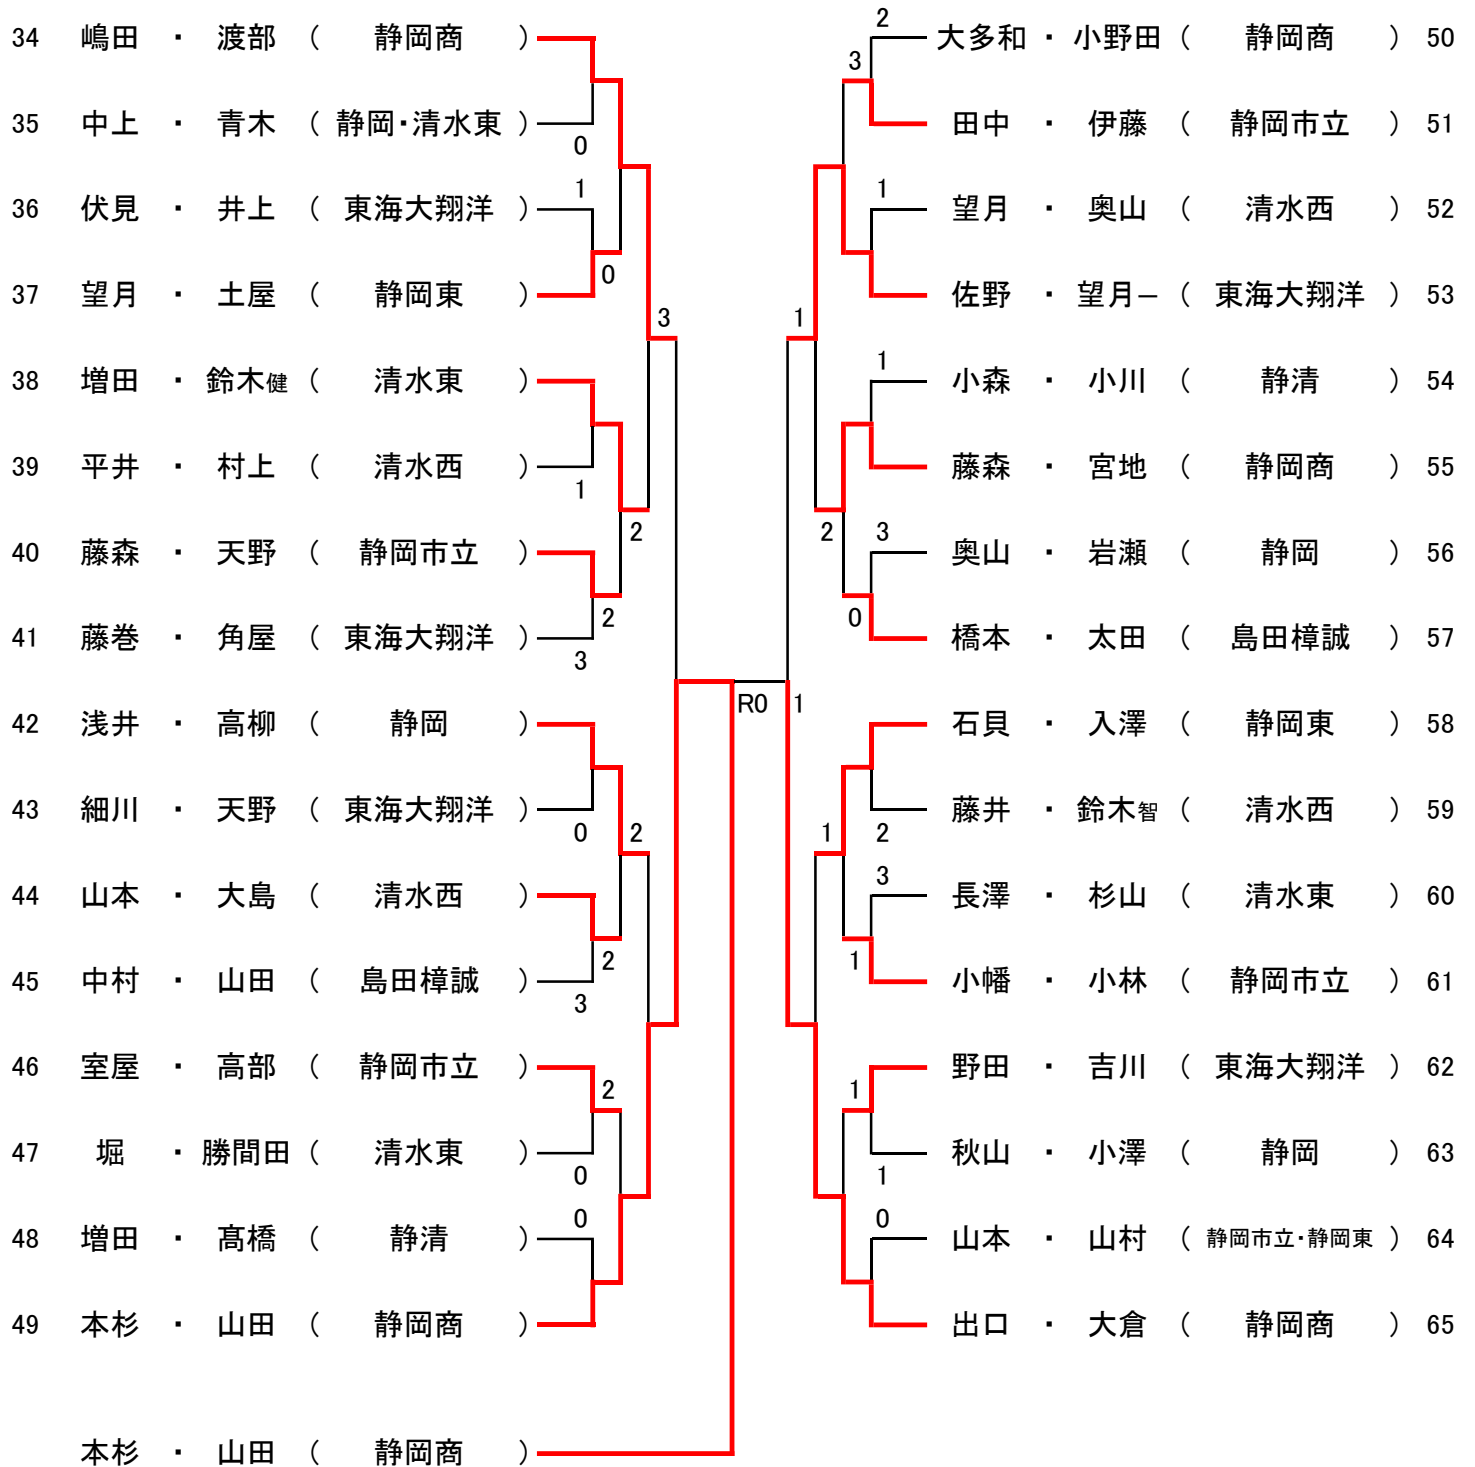 34 嶋田 ・ 渡部 ( 静岡商 )
35 中上 ・ 青木 ( 静岡・清水東 )
0
1
36 伏見 ・ 井上 ( 東海大翔洋 )
0
37 望月 ・ 土屋 ( 静岡東 )
3
38 増田 ・ 鈴木健 ( 清水東 )
39 平井 ・ 村上 ( 清水西 )
1
2
40 藤森 ・ 天野 ( 静岡市立 )
2
41 藤巻 ・ 角屋 ( 東海大翔洋 )
3
42 浅井 ・ 高柳 ( 静岡 )
43 細川 ・ 天野 ( 東海大翔洋 )
0
2
44 山本 ・ 大島 ( 清水西 )
2
45 中村 ・ 山田 ( 島田樟誠 )
3
46 室屋 ・ 高部 ( 静岡市立 )
2
47 堀 ・ 勝間田 ( 清水東 )
0
0
48 増田 ・ 髙橋 ( 静清 )
49 本杉 ・ 山田 ( 静岡商 )
本杉 ・ 山田 ( 静岡商 )
R0
1
2
大多和 ・ 小野田 ( 静岡商 ) 50
3
田中 ・ 伊藤 ( 静岡市立 ) 51
1
望月 ・ 奥山 ( 清水西 ) 52
佐野 ・ 望月一 ( 東海大翔洋 ) 53
1
1
小森 ・ 小川 ( 静清 ) 54
藤森 ・ 宮地 ( 静岡商 ) 55
2
3
奥山 ・ 岩瀬 ( 静岡 ) 56
0
橋本 ・ 太田 ( 島田樟誠 ) 57
石貝 ・ 入澤 ( 静岡東 ) 58
藤井 ・ 鈴木智 ( 清水西 ) 59
1
2
3
長澤 ・ 杉山 ( 清水東 ) 60
1
小幡 ・ 小林 ( 静岡市立 ) 61
野田 ・ 吉川 ( 東海大翔洋 ) 62
1
秋山 ・ 小澤 ( 静岡 ) 63
1
0
山本 ・ 山村 ( 静岡市立・静岡東 ) 64
出口 ・ 大倉 ( 静岡商 ) 65